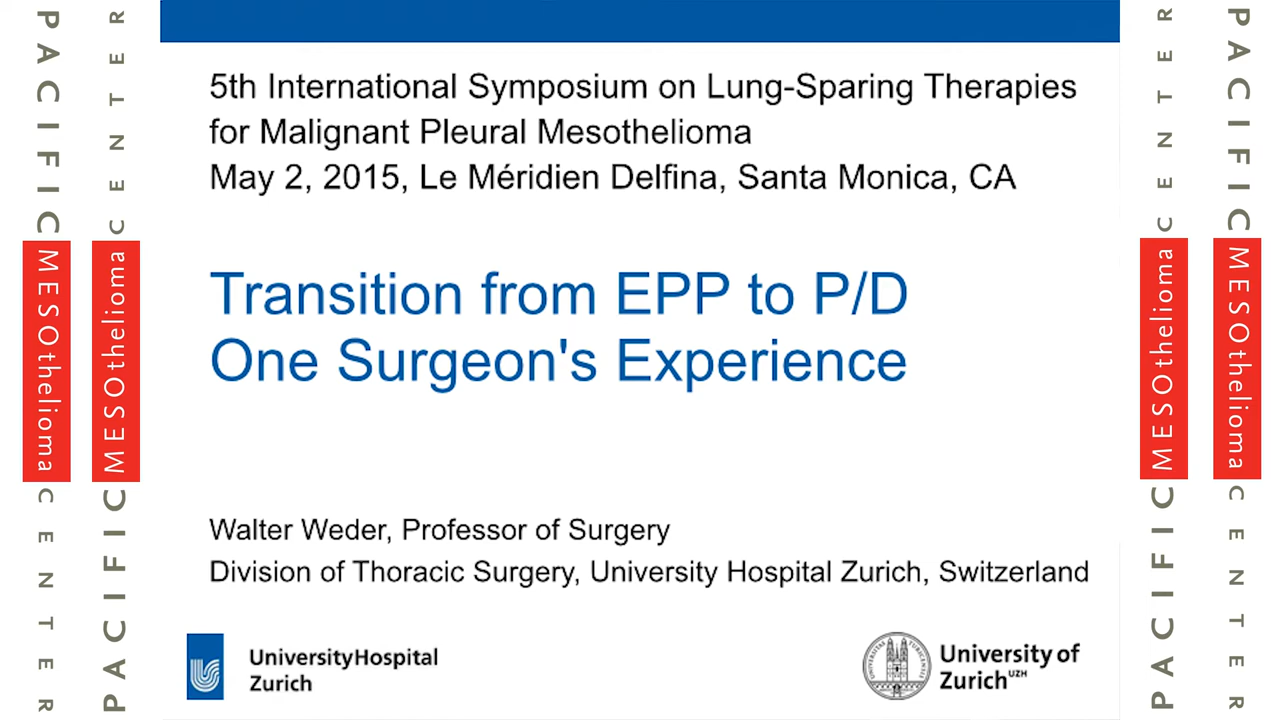 PACIFIC MESOthelioma CENTER
PACIFIC MESOthelioma CENTER
5th International Symposium on Lung-Sparing Therapies
for Malignant Pleural Mesothelioma
May 2, 2015, Le Méridien Delfina, Santa Monica, CA
Transition from EPP to P/D
One Surgeon's Experience
Walter Weder, Professor of Surgery
Division of Thoracic Surgery, University Hospital Zurich, Switzerland
UniversityHospital
Zurich
University of
Zurich UZH
PACIFIC MESOthelioma CENTER
PACIFIC MESOthelioma CENTER